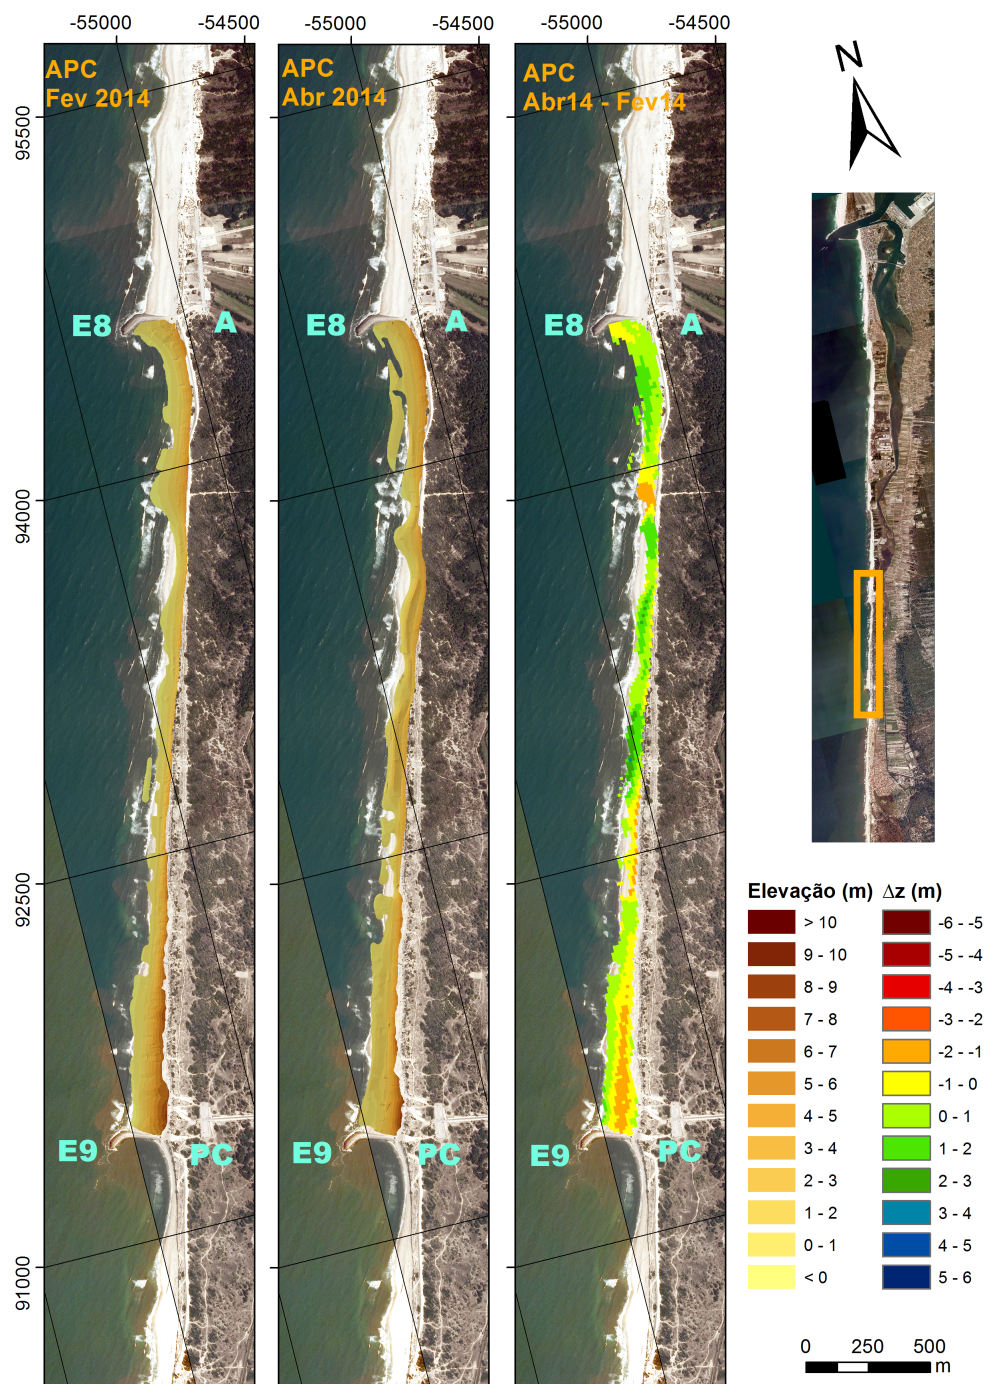 -55000 -54500 -55000 -54500 -55000 -54500
APC
Fev 2014
APC
Abr 2014
APC
Abr14 - Fev14
N
95500
94000
92500
91000
E8 A
E8 A
E8 A
E9 PC
E9 PC
E9 PC
Elevação (m) Δz (m)
> 10 -6 - -5
9 - 10 -5 - -4
8 - 9 -4 - -3
7 - 8 -3 - -2
6 - 7 -2 - -1
5 - 6 -1 - 0
4 - 5 0 - 1
3 - 4 1 - 2
2 - 3 2 - 3
1 - 2 3 - 4
0 - 1 4 - 5
< 0 5 - 6
0 250 500
m